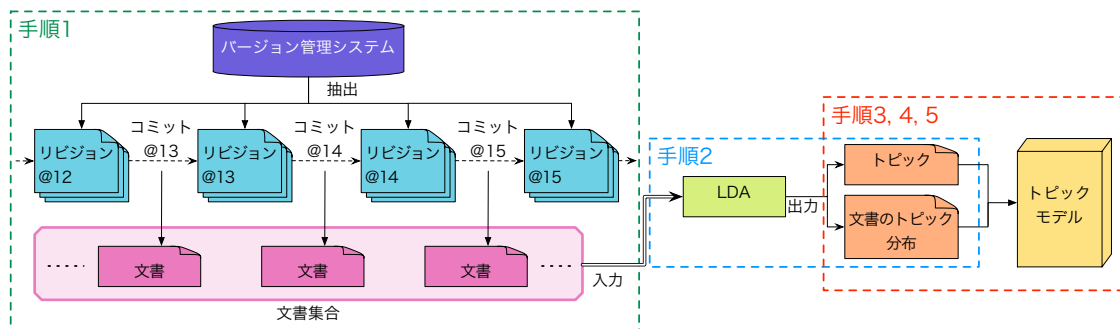 手順1
バージョン管理システム
抽出
コミット
@13
コミット
@14
コミット
@15
リビジョン
@12
リビジョン
@13
リビジョン
@14
リビジョン
@15
文書
文書
文書
文書集合
入力
手順2
LDA
出力
手順3, 4, 5
トピック
文書のトピック
分布
トピック
モデル